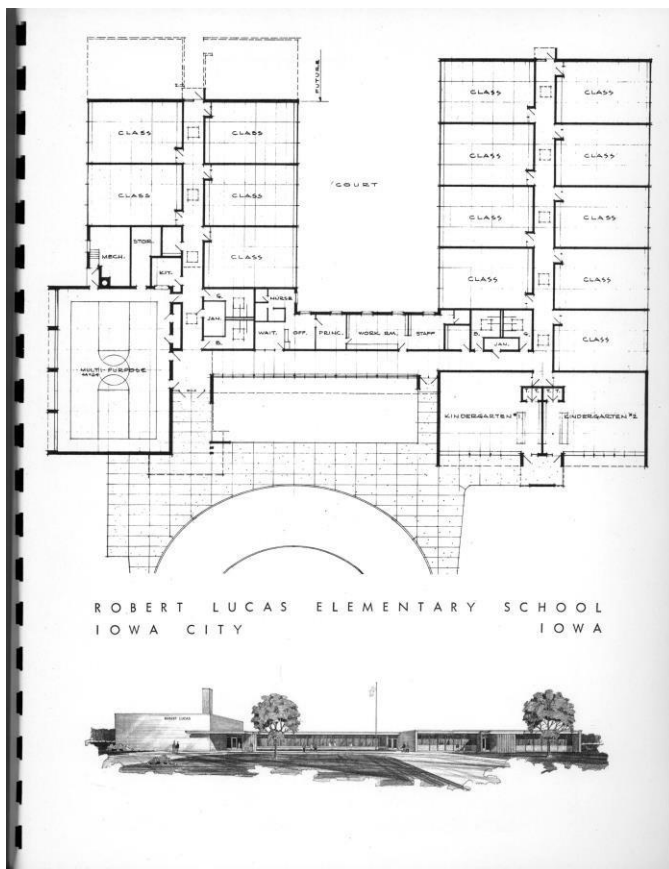 FUTURE
CLASS CLASS
CLASS CLASS
CLASS CLASS
CLASS CLASS
COURT
CLASS CLASS
CLASS
CLASS CLASS
CLASS
MECH.
STOR.
KIT.
G.
JAN.
B.
NURSE
WAIT.
OFF.
PRINC.
WORK RM.
STAFF
B.
JAN.
G.
MULTI-PURPOSE
KINDERGARTEN #1
KINDERGARTEN #2
ROBERT LUCAS ELEMENTARY SCHOOL
IOWA CITY IOWA
ROBERT LUCAS